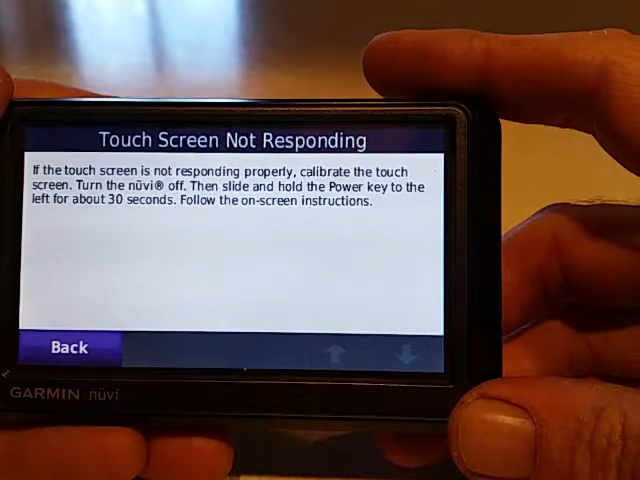 Touch Screen Not Responding
If the touch screen is not responding properly, calibrate the touch
screen. Turn the nüvi® off. Then slide and hold the Power key to the
left for about 30 seconds. Follow the on-screen instructions.
Back
GARMIN nüvi